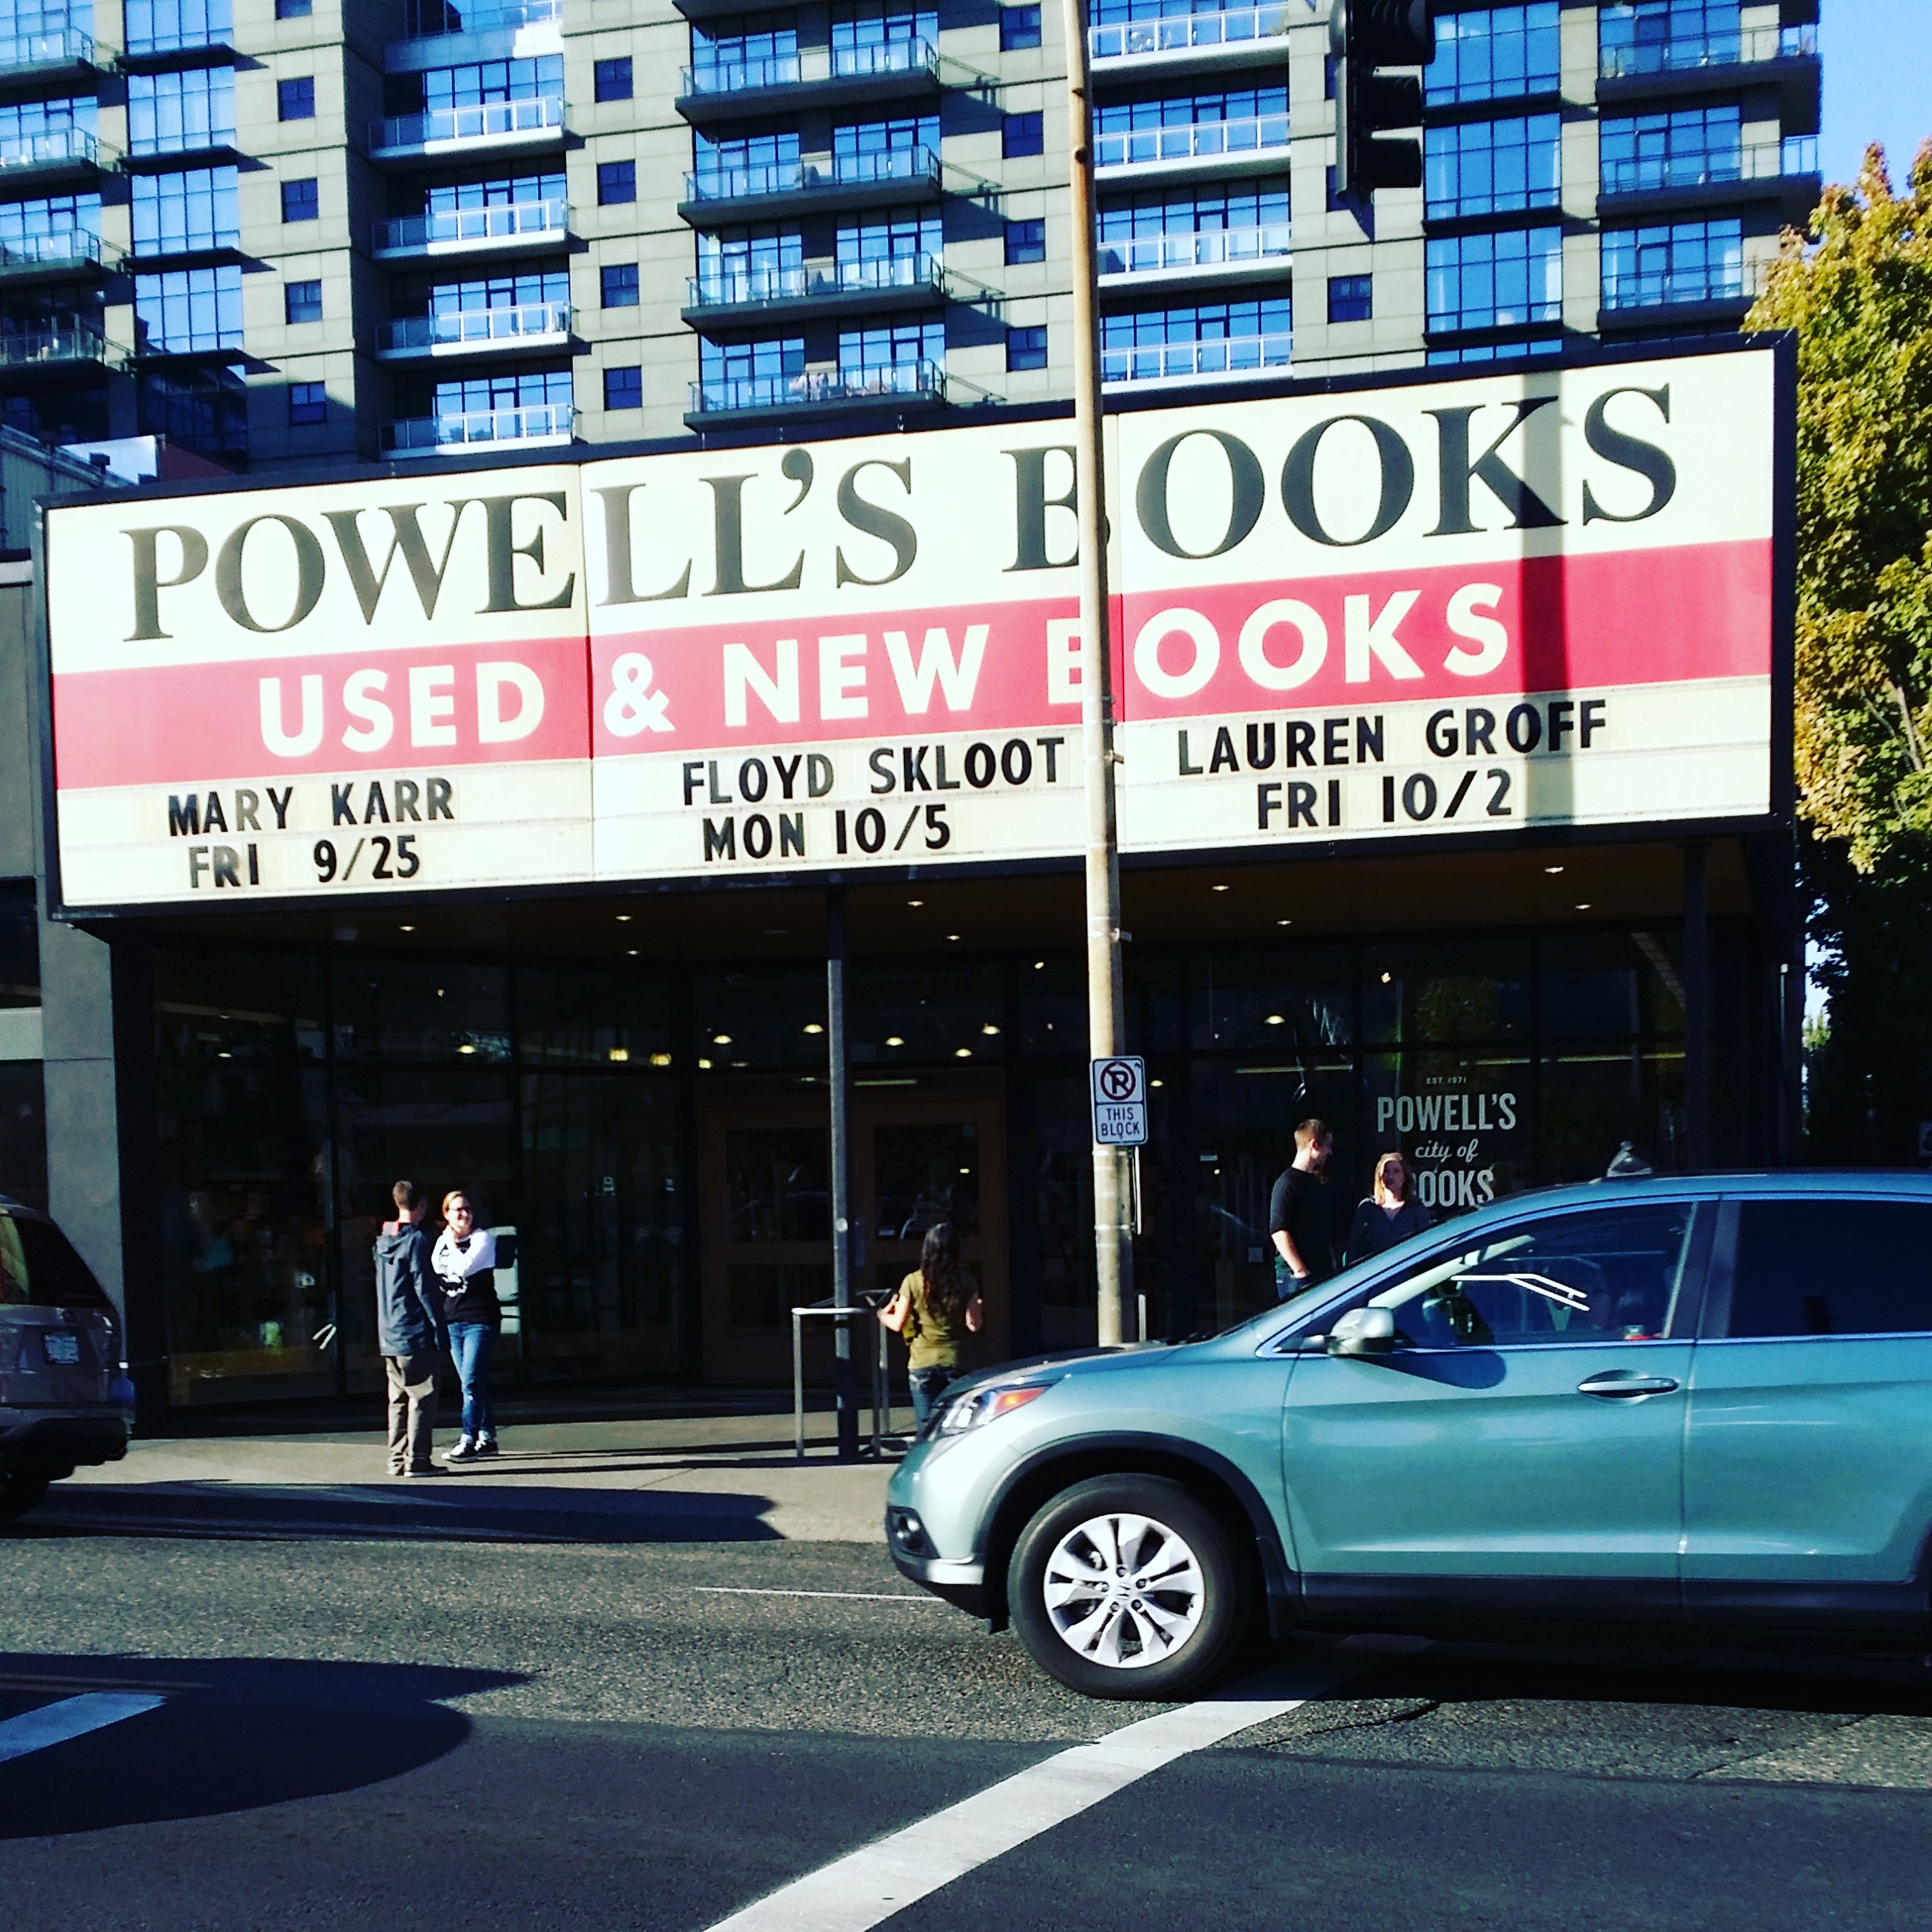 POWELL'S BOOKS
USED & NEW BOOKS
MARY KARR
FRI 9/25
FLOYD SKLOOT
MON 10/5
LAUREN GROFF
FRI 10/2
THIS
BLOCK
EST. 1971
POWELL'S
city of
BOOKS